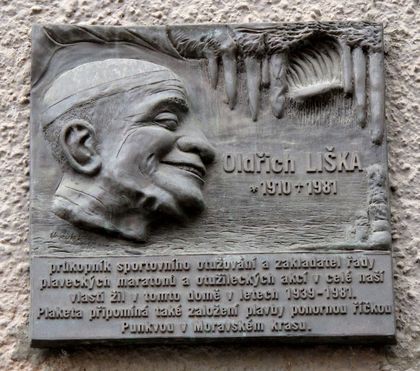 Oldřich LIŠKA
*1910 +1981
průkopník sportovního otužování a zakladatel řady
plaveckých maratonů a otužileckých akcí v celé naší
vlasti žil v tomto domě v letech 1939-1981.
Plaketa připomíná také založení plavby ponornou říčkou
Punkvou v Moravském krasu.